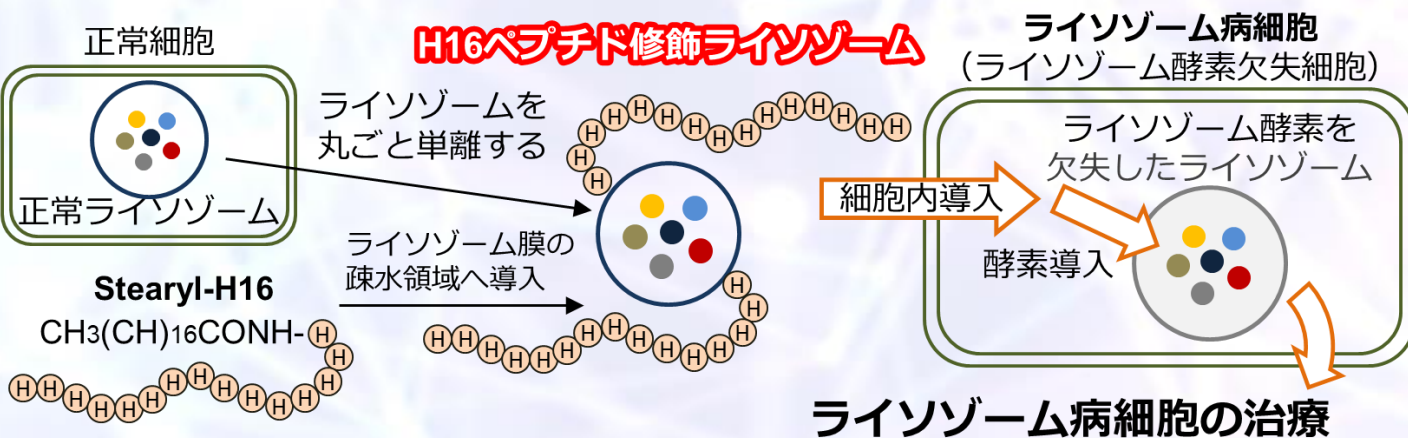 正常細胞
正常ライソゾーム
Stearyl-H16
CH3(CH)16CONH-H
HHHHHHHHHHHHHHH
H16ペプチド修飾ライソゾーム
ライソゾームを
丸ごと単離する
ライソゾーム膜の
疎水領域へ導入
HHHHHHHHHHHHHHHH
HHHHHHHHHHHHHHHH
細胞内導入
ライソゾーム病細胞
（ライソゾーム酵素欠失細胞）
ライソゾーム酵素を
欠失したライソゾーム
酵素導入
ライソゾーム病細胞の治療